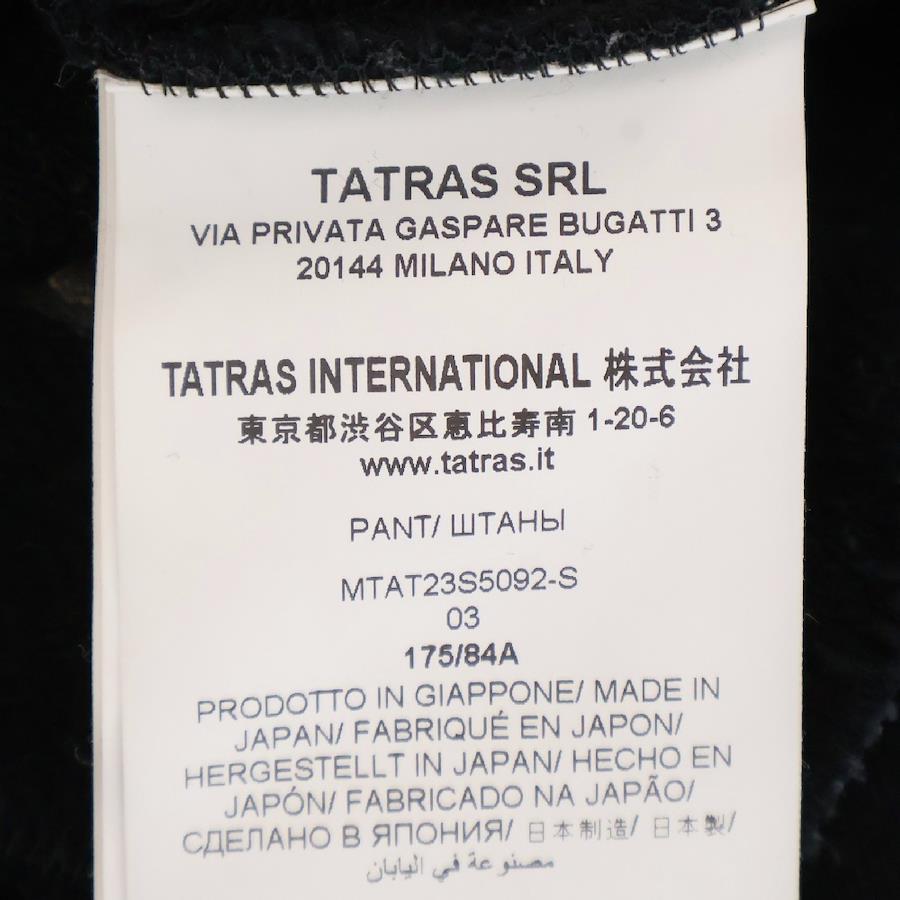 TATRAS SRL
VIA PRIVATA GASPARE BUGATTI 3
20144 MILANO ITALY
TATRAS INTERNATIONAL 株式会社
東京都渋谷区恵比寿南 1-20-6
www.tatras.it
PANT/ ШТАНЫ
MTAT23S5092-S
03
175/84A
PRODOTTO IN GIAPPONE/ MADE IN
JAPAN/ FABRIQUÉ EN JAPON/
HERGESTELLT IN JAPAN/ HECHO EN
JAPÓN/ FABRICADO NA JAPÃO/
СДЕЛАНО В ЯПОНИЯ/ 日本制造/ 日本製/
مصنوعة في اليابان